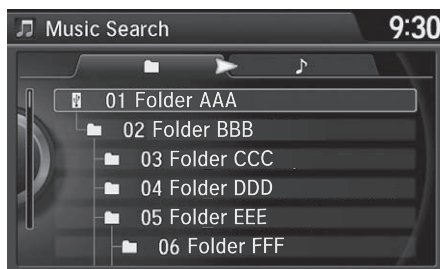 Music Search 9:30
01 Folder AAA
02 Folder BBB
03 Folder CCC
04 Folder DDD
05 Folder EEE
06 Folder FFF